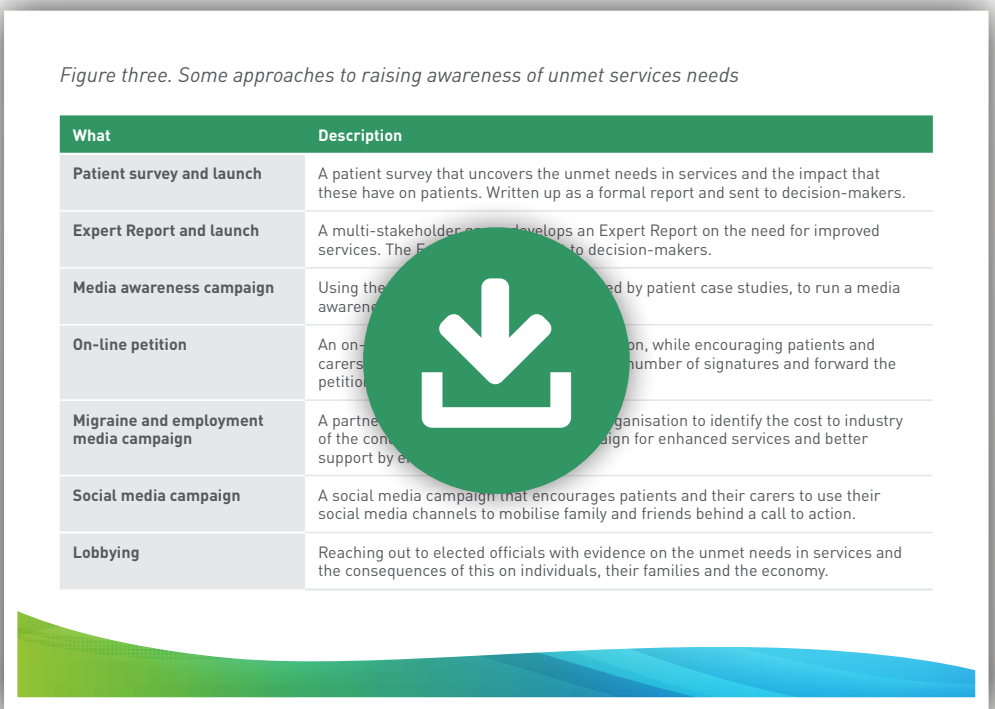 Figure three. Some approaches to raising awareness of unmet services needs
What Description
Patient survey and launch
A patient survey that uncovers the unmet needs in services and the impact that
these have on patients. Written up as a formal report and sent to decision-makers.
Expert Report and launch
A multi-stakeholder develops an Expert Report on the need for improved
services. The to decision-makers.
Media awareness campaign
Using the by patient case studies, to run a media
On-line petition
An while encouraging patients and
carers number of signatures and forward the
Migraine and employment
media campaign
A to identify the cost to industry
of the for enhanced services and better
support by
Social media campaign
A social media campaign that encourages patients and their carers to use their
social media channels to mobilise family and friends behind a call to action.
Lobbying
Reaching out to elected officials with evidence on the unmet needs in services and
the consequences of this on individuals, their families and the economy.